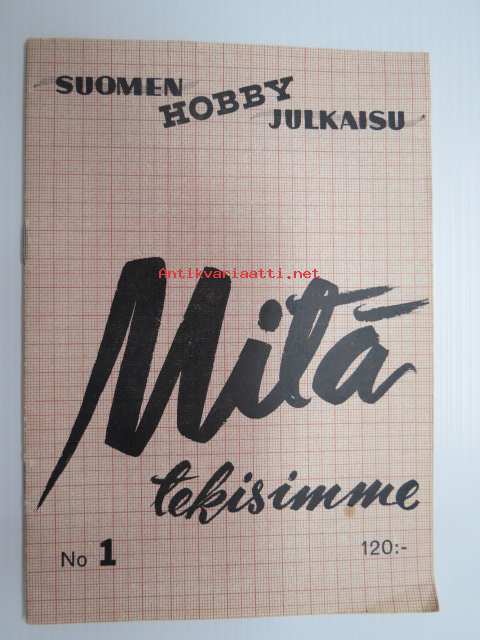 SUOMEN
HOBBY
JULKAISU
Antikvariaatti.net
Mitä
tekisimme
No 1
120:-